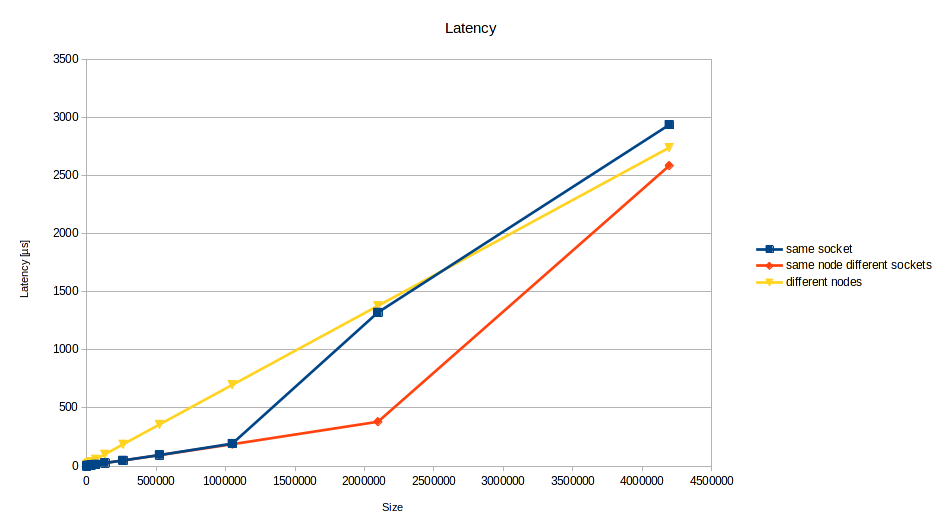 Latency
3500
3000
2500
2000
1500
1000
500
0
Latency [µs]
0 500000 1000000 1500000 2000000 2500000 3000000 3500000 4000000 4500000
Size
same socket
same node different sockets
different nodes